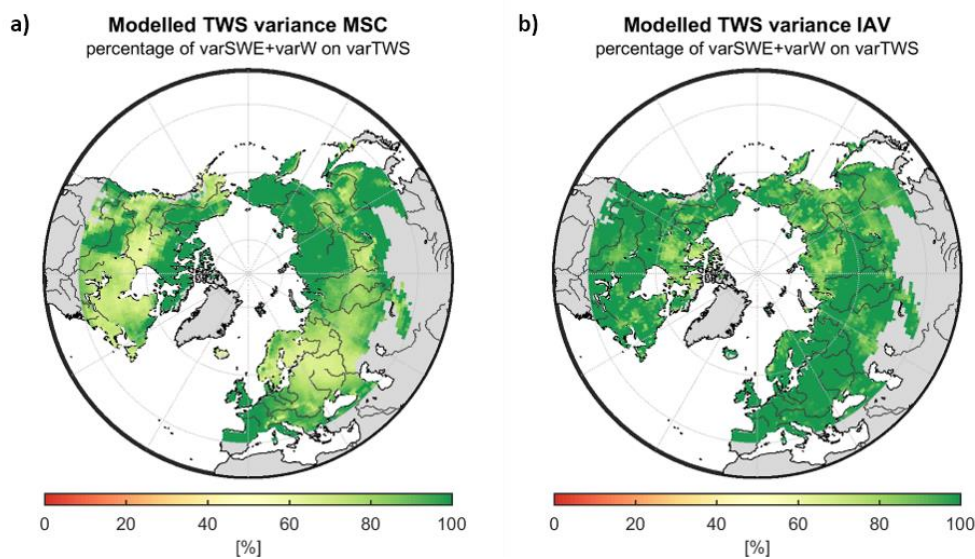 a)
Modelled TWS variance MSC
percentage of varSWE+varW on varTWS
0 20 40 60 80 100
[%]
b)
Modelled TWS variance IAV
percentage of varSWE+varW on varTWS
0 20 40 60 80 100
[%]